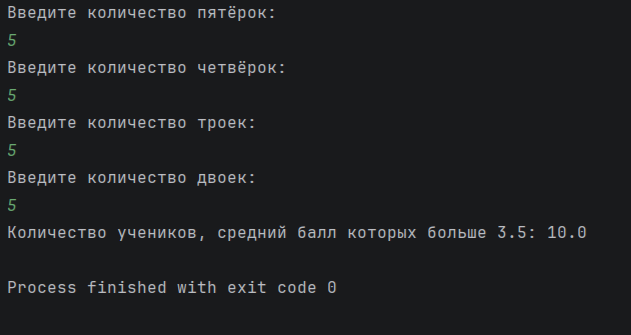 Введите количество пятёрок:
5
Введите количество четвёрок:
5
Введите количество троек:
5
Введите количество двоек:
5
Количество учеников, средний балл которых больше 3.5: 10.0
Process finished with exit code 0